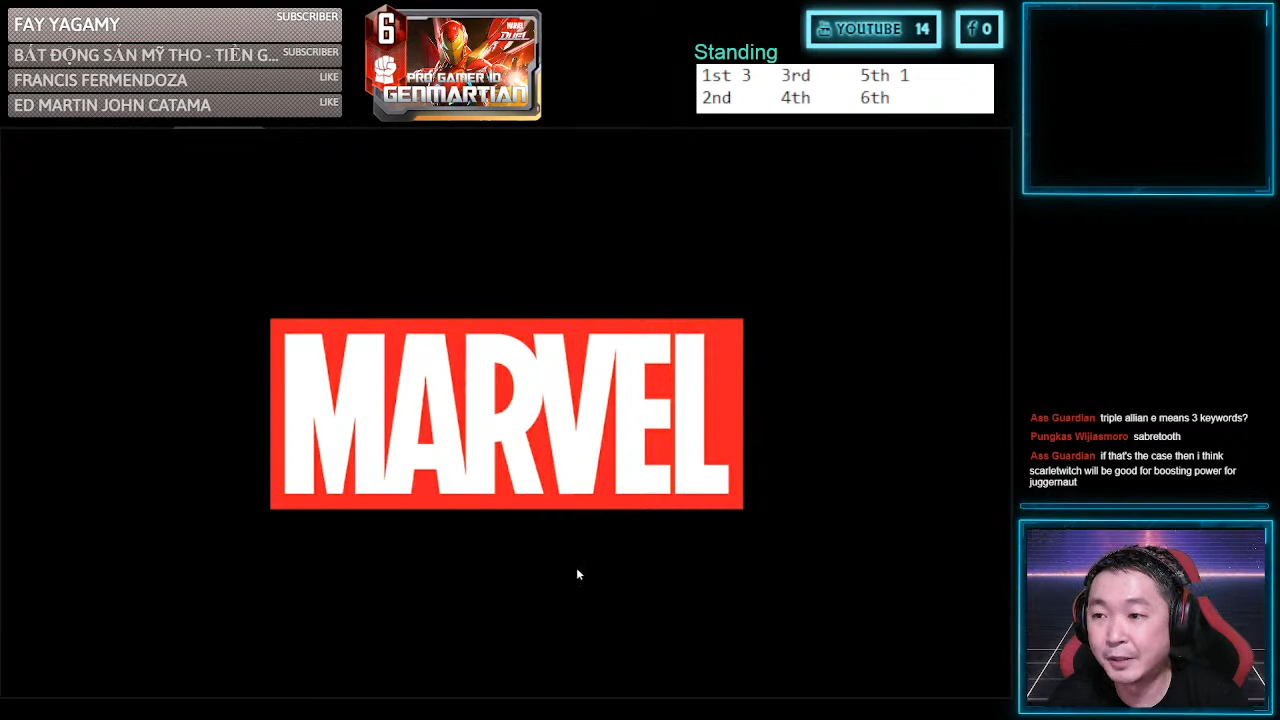 FAY YAGAMY SUBSCRIBER
BẤT ĐỘNG SẢN MỸ THO - TIỀN G... SUBSCRIBER
FRANCIS FERMENDOZA LIKE
ED MARTIN JOHN CATAMA LIKE
6
MARVEL
DUEL
PRO GAMER ID
GENMARTIAN
Standing
1st 3 3rd 5th 1
2nd 4th 6th
YOUTUBE 14
f 0
MARVEL
Ass Guardian triple allian e means 3 keywords?
Pungkas Wijiasmoro sabretooth
Ass Guardian if that's the case then i think
scarletwitch will be good for boosting power for
juggernaut